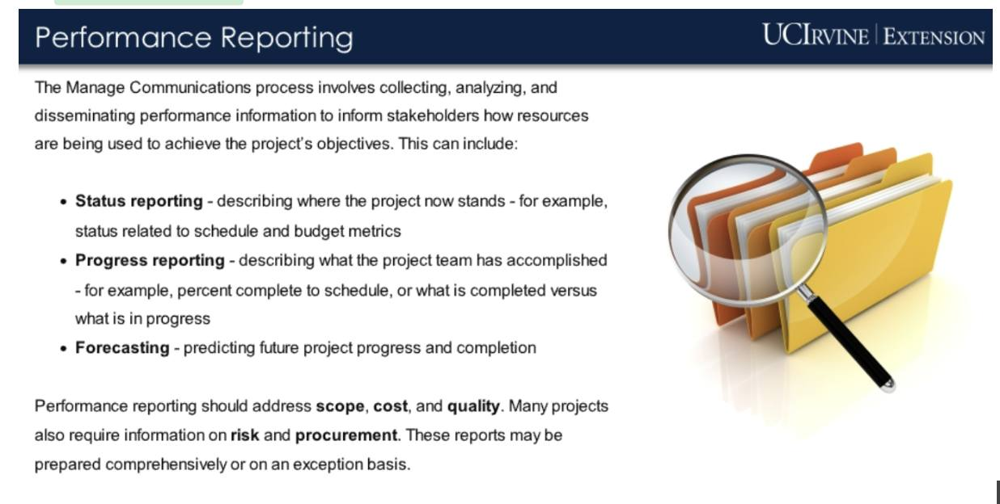 Performance Reporting
UCIRVINE | EXTENSION
The Manage Communications process involves collecting, analyzing, and
disseminating performance information to inform stakeholders how resources
are being used to achieve the project's objectives. This can include:
• Status reporting - describing where the project now stands - for example,
status related to schedule and budget metrics
• Progress reporting - describing what the project team has accomplished
- for example, percent complete to schedule, or what is completed versus
what is in progress
• Forecasting - predicting future project progress and completion
Performance reporting should address scope, cost, and quality. Many projects
also require information on risk and procurement. These reports may be
prepared comprehensively or on an exception basis.